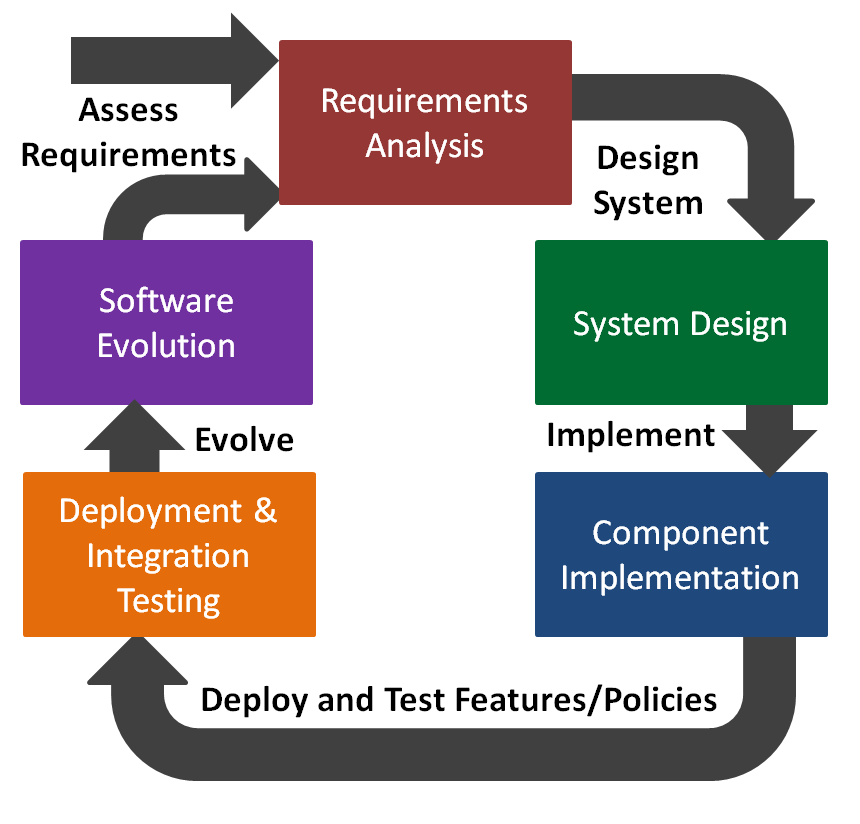 Assess
Requirements
Requirements
Analysis
Design
System
System Design
Implement
Component
Implementation
Deploy and Test Features/Policies
Deployment &
Integration
Testing
Evolve
Software
Evolution